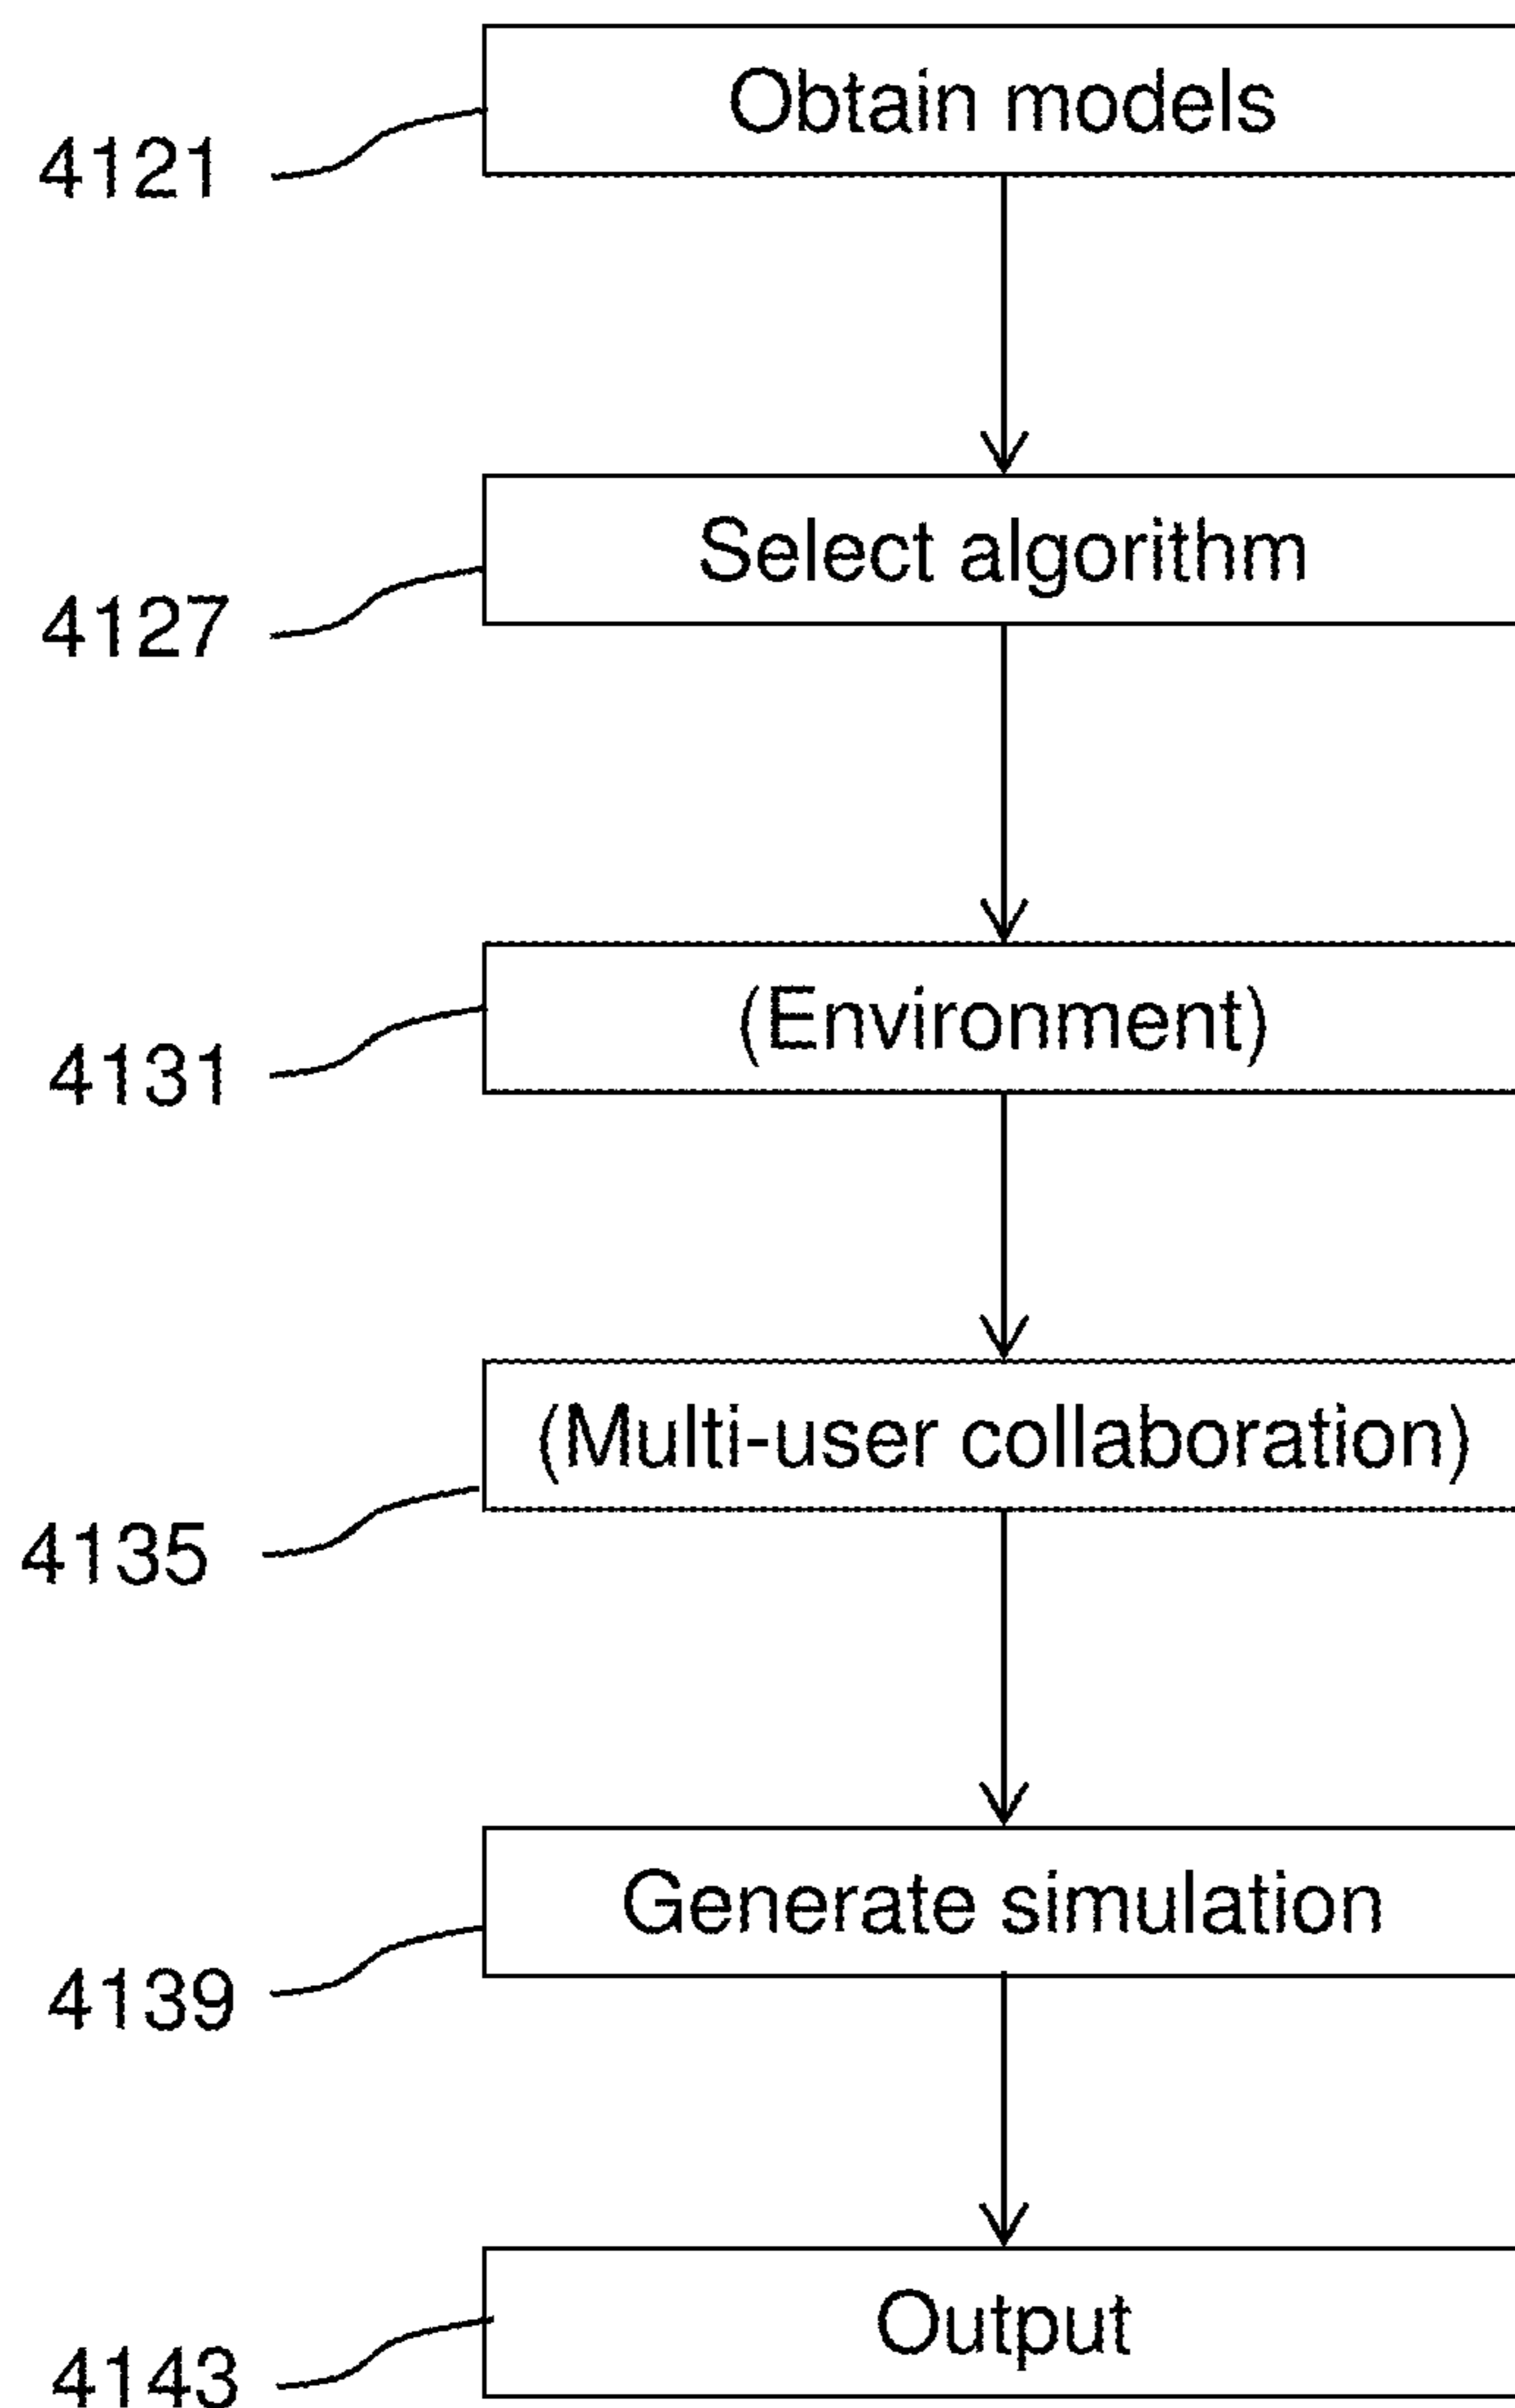 Obtain models
4121
Select algorithm
4127
(Environment)
4131
(Multi-user collaboration)
4135
Generate simulation
4139
Output
4143